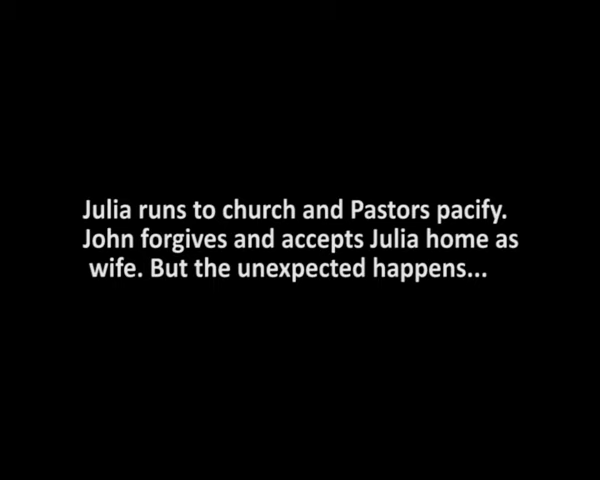 Julia runs to church and Pastors pacify.
John forgives and accepts Julia home as
wife. But the unexpected happens...